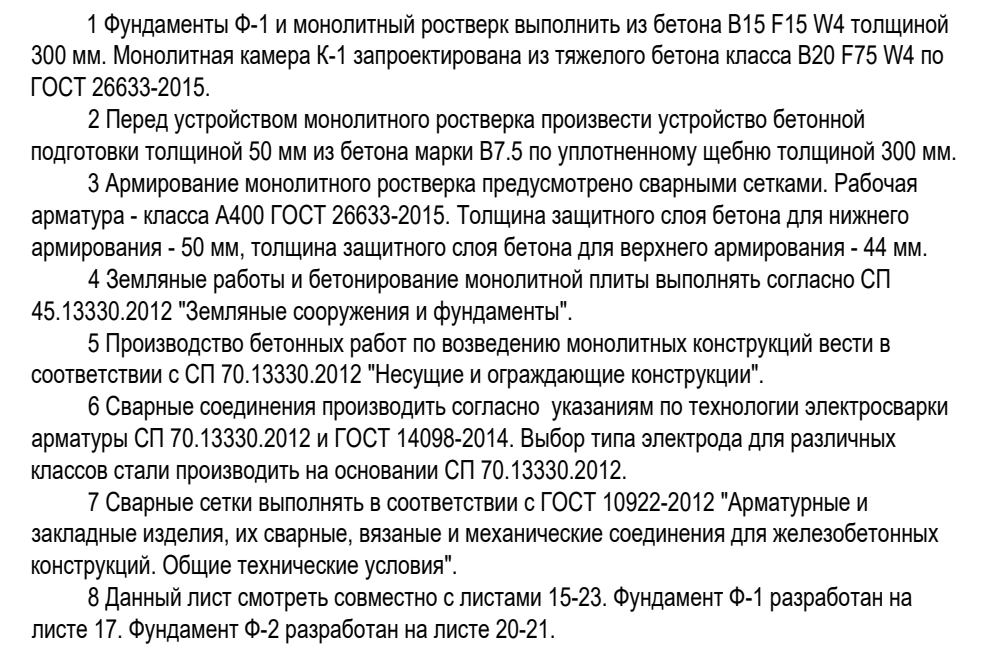 1 Фундаменты Ф-1 и монолитный ростверк выполнить из бетона В15 F15 W4 толщиной
300 мм. Монолитная камера К-1 запроектирована из тяжелого бетона класса В20 F75 W4 по
ГОСТ 26633-2015.
2 Перед устройством монолитного ростверка произвести устройство бетонной
подготовки толщиной 50 мм из бетона марки В7.5 по уплотненному щебню толщиной 300 мм.
3 Армирование монолитного ростверка предусмотрено сварными сетками. Рабочая
арматура - класса А400 ГОСТ 26633-2015. Толщина защитного слоя бетона для нижнего
армирования - 50 мм, толщина защитного слоя бетона для верхнего армирования - 44 мм.
4 Земляные работы и бетонирование монолитной плиты выполнять согласно СП
45.13330.2012 "Земляные сооружения и фундаменты".
5 Производство бетонных работ по возведению монолитных конструкций вести в
соответствии с СП 70.13330.2012 "Несущие и ограждающие конструкции".
6 Сварные соединения производить согласно  указаниям по технологии электросварки
арматуры СП 70.13330.2012 и ГОСТ 14098-2014. Выбор типа электрода для различных
классов стали производить на основании СП 70.13330.2012.
7 Сварные сетки выполнять в соответствии с ГОСТ 10922-2012 "Арматурные и
закладные изделия, их сварные, вязаные и механические соединения для железобетонных
конструкций. Общие технические условия".
8 Данный лист смотреть совместно с листами 15-23. Фундамент Ф-1 разработан на
листе 17. Фундамент Ф-2 разработан на листе 20-21.